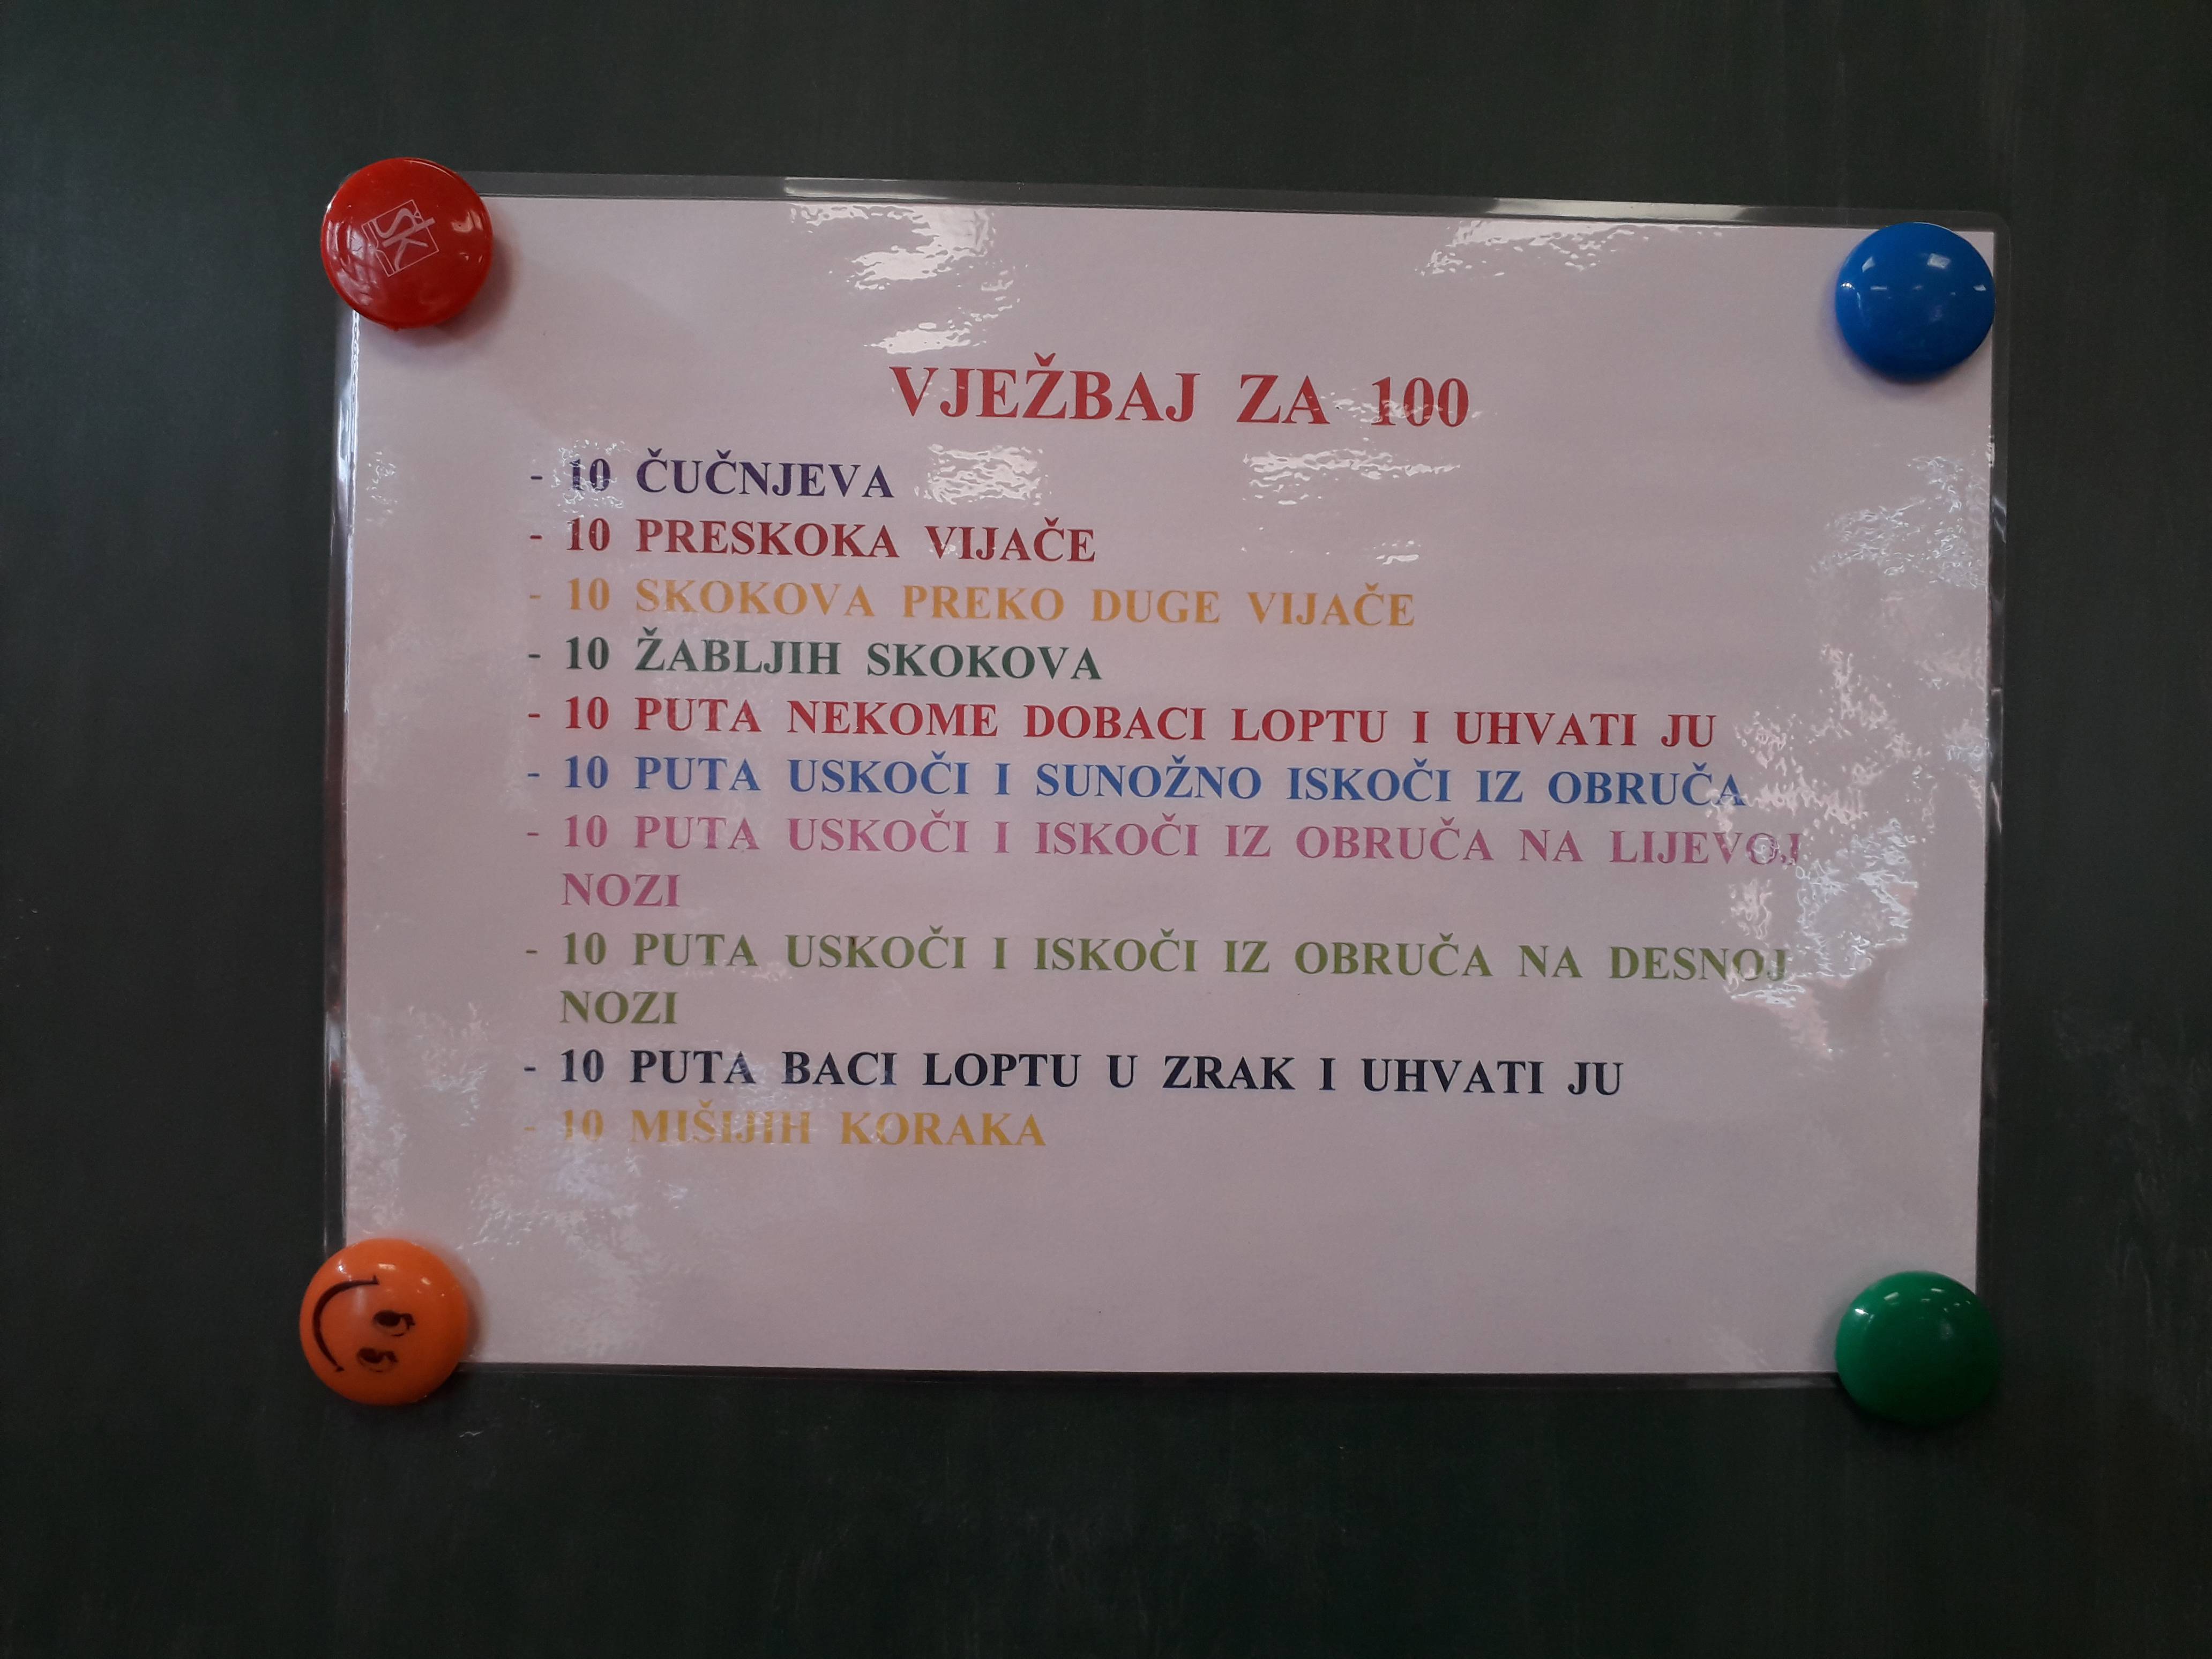 ŠK
VJEŽBAJ ZA 100
- 10 ČUČNJEVA
- 10 PRESKOKA VIJAČE
- 10 SKOKOVA PREKO DUGE VIJAČE
- 10 ŽABLJIH SKOKOVA
- 10 PUTA NEKOME DOBACI LOPTU I UHVATI JU
- 10 PUTA USKOČI I SUNOŽNO ISKOČI IZ OBRUČA
- 10 PUTA USKOČI I ISKOČI IZ OBRUČA NA LIJEVOJ
NOZI
- 10 PUTA USKOČI I ISKOČI IZ OBRUČA NA DESNOJ
NOZI
- 10 PUTA BACI LOPTU U ZRAK I UHVATI JU
- 10 MIŠIJIH KORAKA